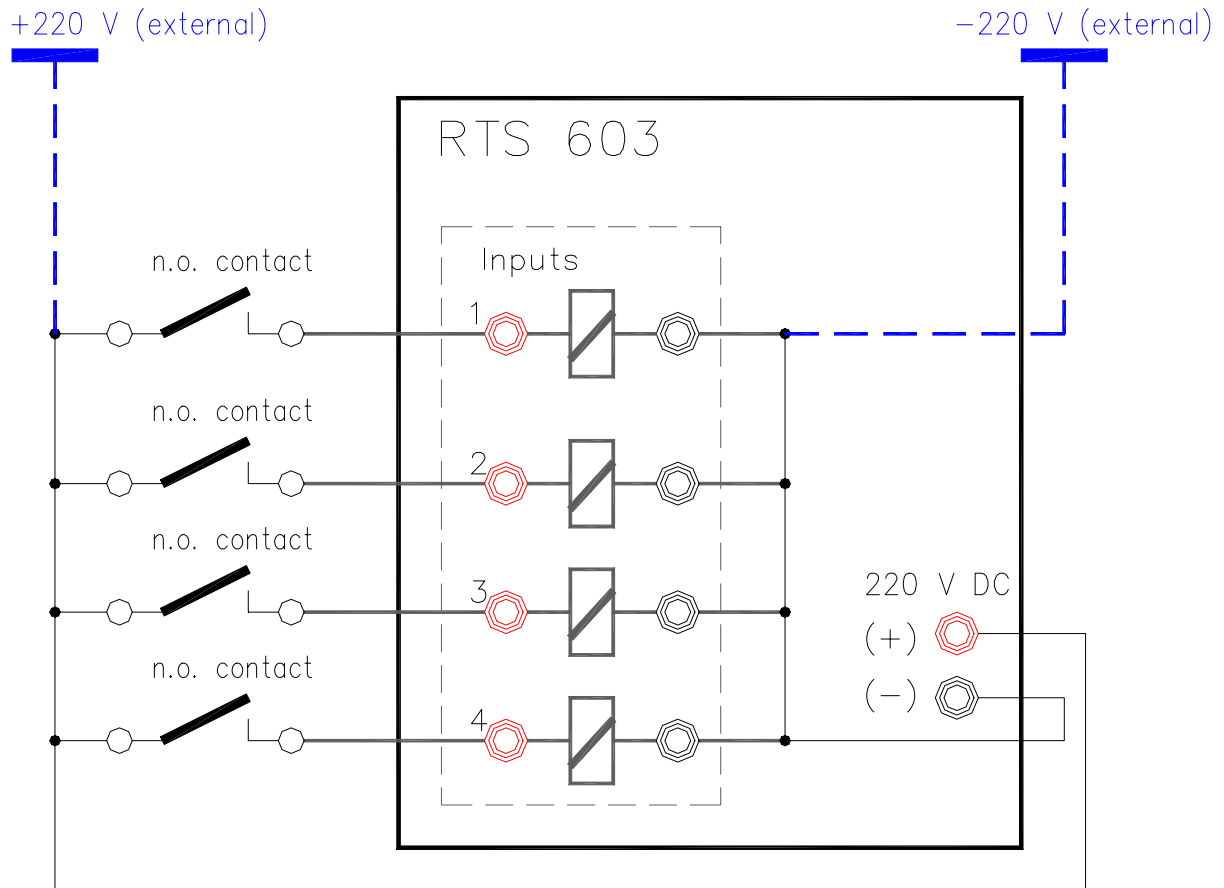 +220 V (external)
-220 V (external)
RTS 603
Inputs
n.o. contact
1
n.o. contact
2
n.o. contact
3
220 V DC
(+)
n.o. contact
(-)
4